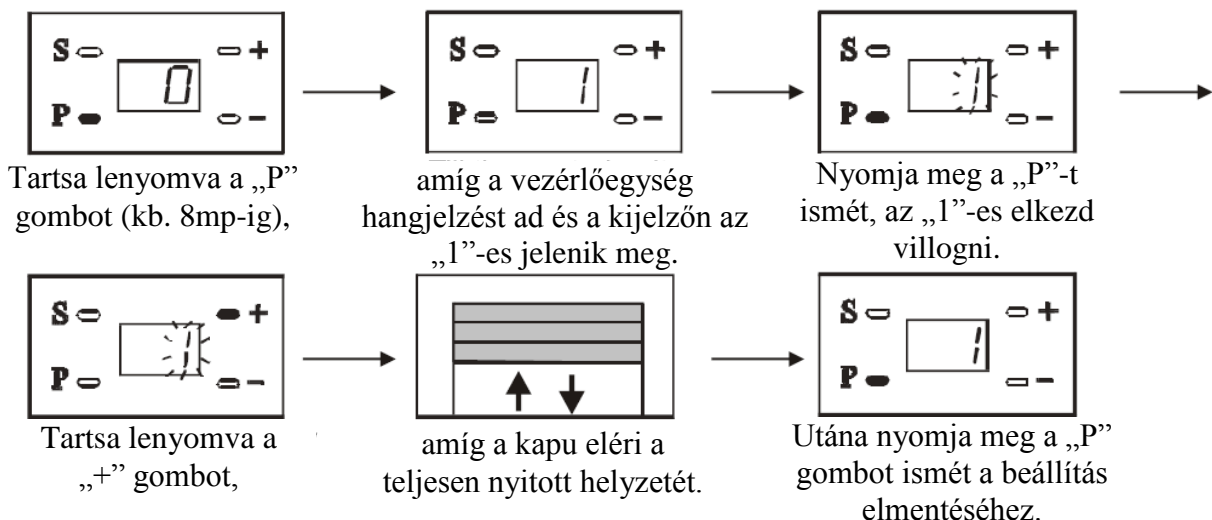 S +
0
P -
S +
1
P -
S +
1
P -
Tartsa lenyomva a „P”
gombot (kb. 8mp-ig),
amíg a vezérlőegység
hangjelzést ad és a kijelzőn az
„1”-es jelenik meg.
Nyomja meg a „P”-t
ismét, az „1”-es elkezd
villogni.
S +
1
P -
S +
1
P -
Tartsa lenyomva a
„+” gombot,
amíg a kapu eléri a
teljesen nyitott helyzetét.
Utána nyomja meg a „P”
gombot ismét a beállítás
elmentéséhez.